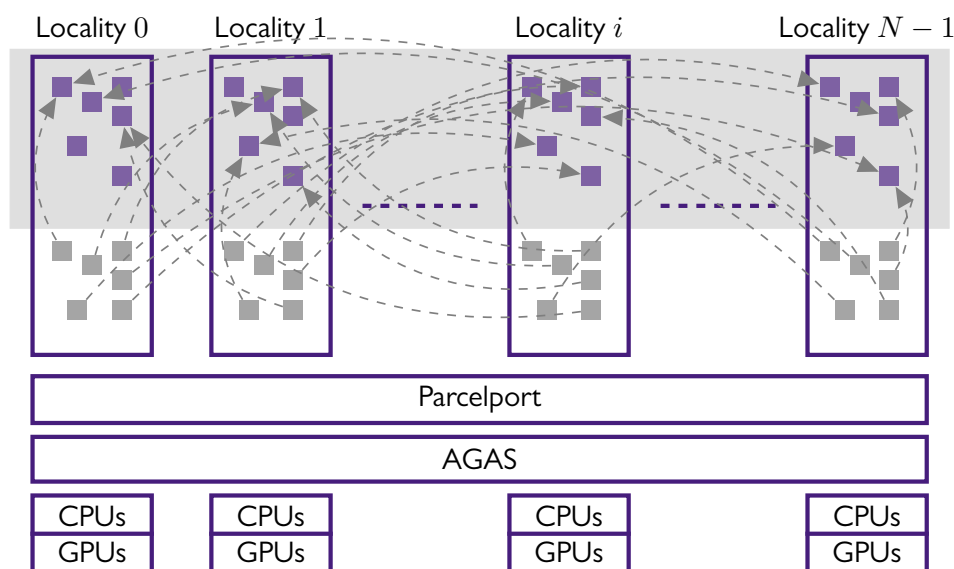 Locality 0 Locality 1 Locality i Locality N − 1
Parcelport
AGAS
CPUs CPUs CPUs CPUs
GPUs GPUs GPUs GPUs